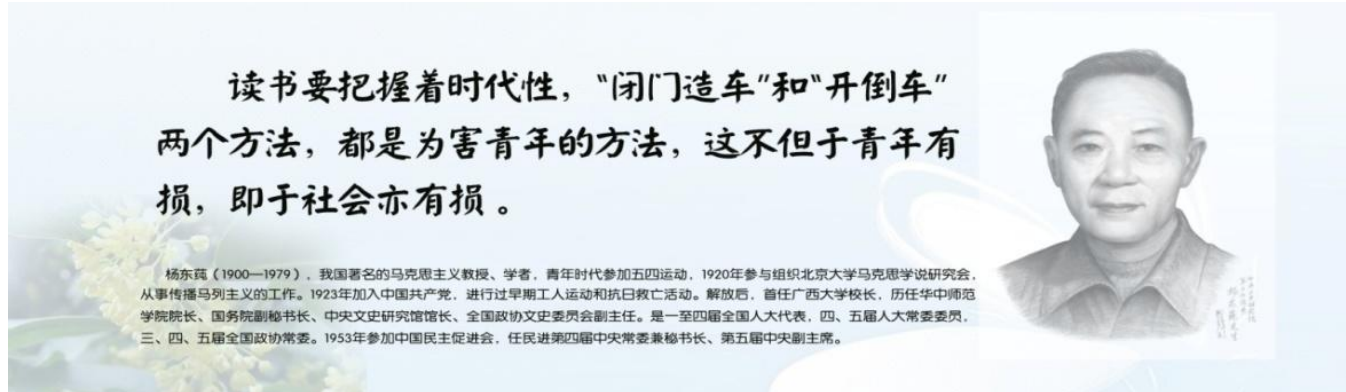 读书要把握着时代性，“闭门造车”和“开倒车”
两个方法，都是为害青年的方法，这不但于青年有
损，即于社会亦有损。
杨东莼（1900—1979），我国著名的马克思主义教授、学者，青年时代参加五四运动，1920年参与组织北京大学马克思学说研究会，
从事传播马列主义的工作。1923年加入中国共产党，进行过早期工人运动和抗日救亡活动。解放后，首任广西大学校长，历任华中师范
学院院长、国务院副秘书长、中央文史研究馆馆长、全国政协文史委员会副主任。是一至四届全国人大代表，四、五届人大常委委员，
三、四、五届全国政协常委。1953年参加中国民主促进会，任民进第四届中央常委兼秘书长、第五届中央副主席。